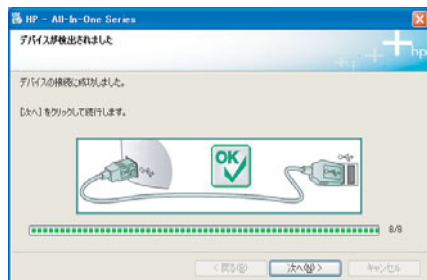 HP - All-In-One Series
デバイスが検出されました
hp
デバイスの接続に成功しました。
[次へ]をクリックして続行します。
OK
8/8
< 戻る(B)
次へ(N) >
キャンセル